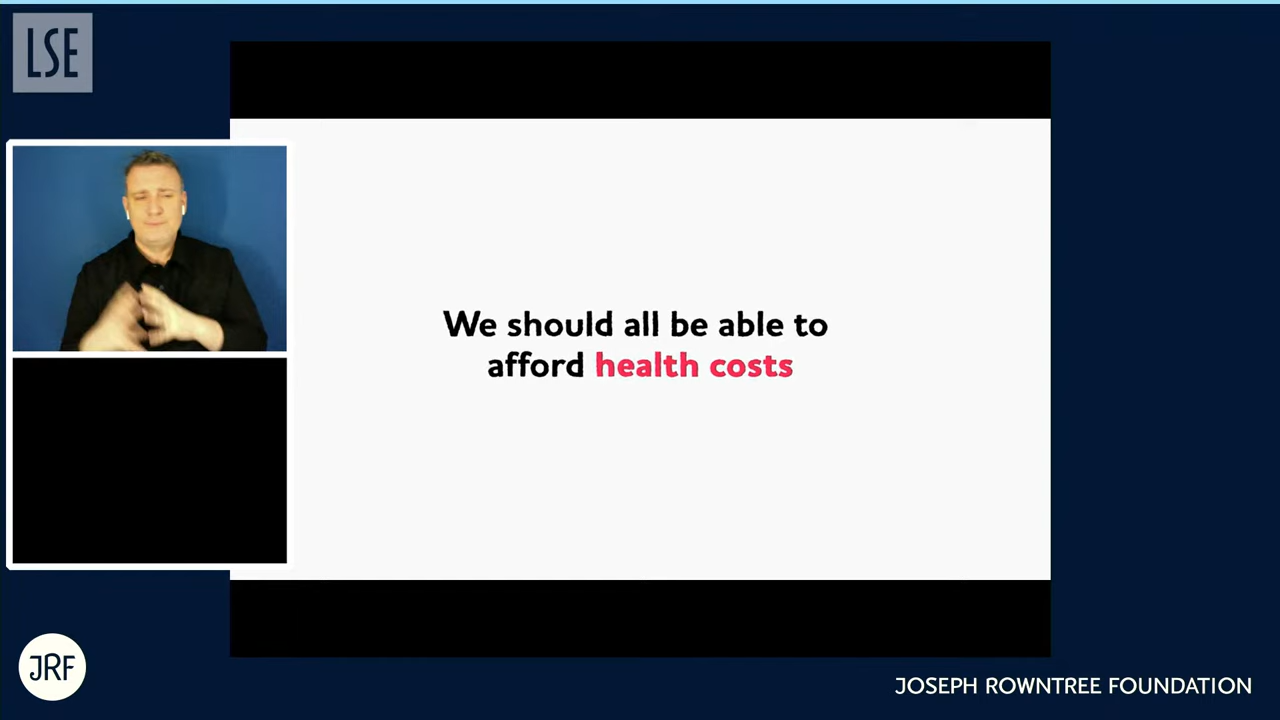 LSE
We should all be able to
afford health costs
JRF
JOSEPH ROWNTREE FOUNDATION